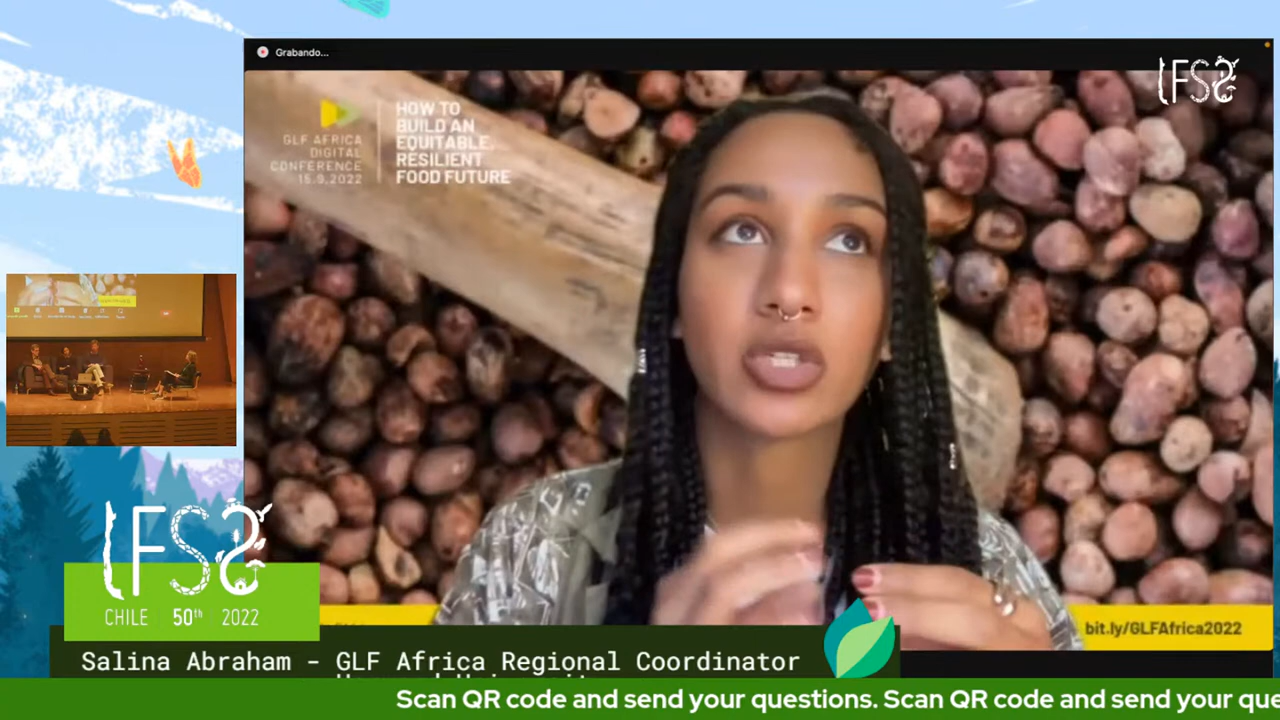 Grabando...
IFSS
GLF AFRICA
DIGITAL
CONFERENCE
15.9.2022
HOW TO
BUILD AN
EQUITABLE,
RESILIENT
FOOD FUTURE
IFSS
CHILE 50th 2022
bit.ly/GLFAfrica2022
Salina Abraham - GLF Africa Regional Coordinator
Scan QR code and send your questions. Scan QR code and send your que